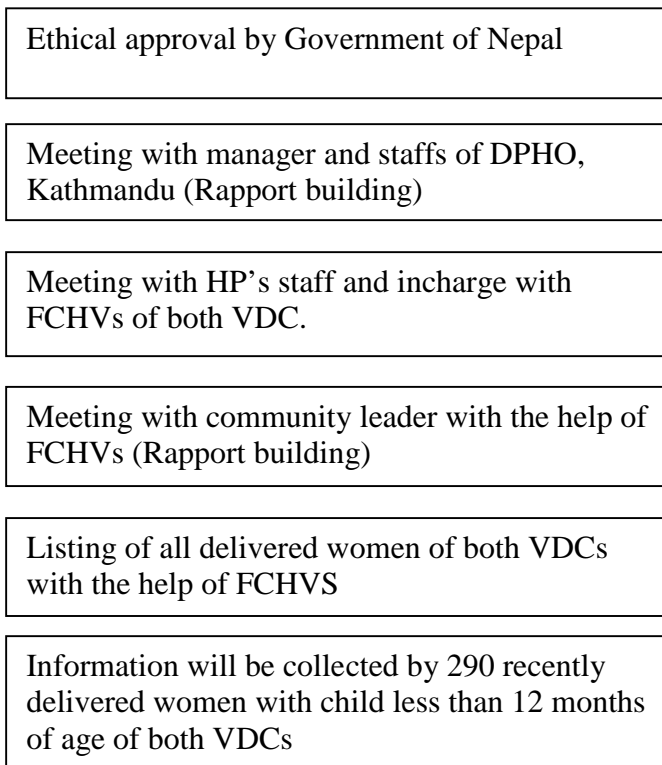 Ethical approval by Government of Nepal
Meeting with manager and staffs of DPHO,
Kathmandu (Rapport building)
Meeting with HP’s staff and incharge with
FCHVs of both VDC.
Meeting with community leader with the help of
FCHVs (Rapport building)
Listing of all delivered women of both VDCs
with the help of FCHVS
Information will be collected by 290 recently
delivered women with child less than 12 months
of age of both VDCs